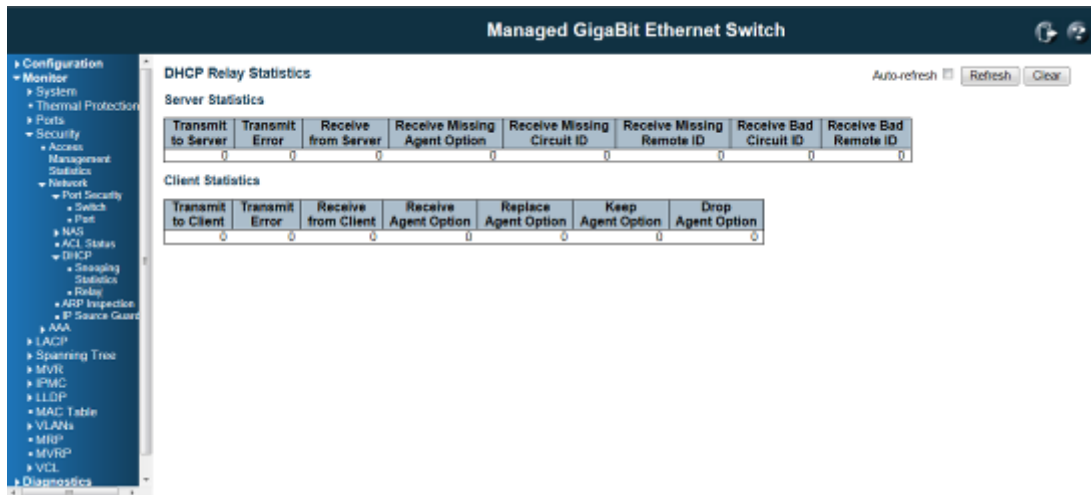 Managed GigaBit Ethernet Switch
Configuration
Monitor
System
Thermal Protection
Ports
Security
Access
Management
Statistics
Network
Port Security
Switch
Port
NAS
ACL Status
DHCP
Snooping
Statistics
Relay
ARP Inspection
IP Source Guard
AAA
LACP
Spanning Tree
MVR
IPMC
LLDP
MAC Table
VLANs
MRP
MVRP
VCL
Diagnostics
DHCP Relay Statistics
Auto-refresh Refresh Clear
Server Statistics
Transmit to Server Transmit Error Receive from Server Receive Missing Agent Option Receive Missing Circuit ID Receive Missing Remote ID Receive Bad Circuit ID Receive Bad Remote ID
0 0 0 0 0 0 0 0
Client Statistics
Transmit to Client Transmit Error Receive from Client Receive Agent Option Replace Agent Option Keep Agent Option Drop Agent Option
0 0 0 0 0 0 0